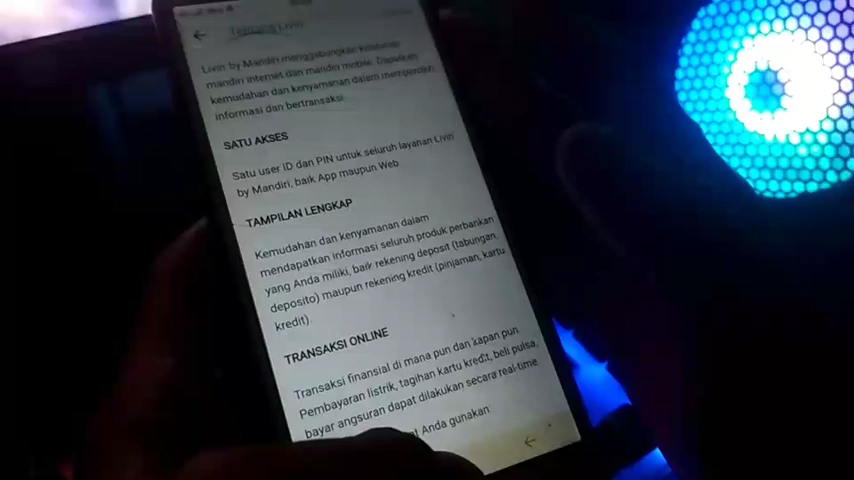 Tentang Livin
Livin by Mandiri menggabungkan kelebihan
mandiri internet dan mandiri mobile. Dapatkan
kemudahan dan kenyamanan dalam memperoleh
informasi dan bertransaksi.
SATU AKSES
Satu user ID dan PIN untuk seluruh layanan Livin
by Mandiri, baik App maupun Web
TAMPILAN LENGKAP
Kemudahan dan kenyamanan dalam
mendapatkan informasi seluruh produk perbankan
yang Anda miliki, baik rekening deposit (tabungan,
deposito) maupun rekening kredit (pinjaman, kartu
kredit).
TRANSAKSI ONLINE
Transaksi finansial di mana pun dan kapan pun.
Pembayaran listrik, tagihan kartu kredit, beli pulsa,
bayar angsuran dapat dilakukan secara real-time
Anda gunakan